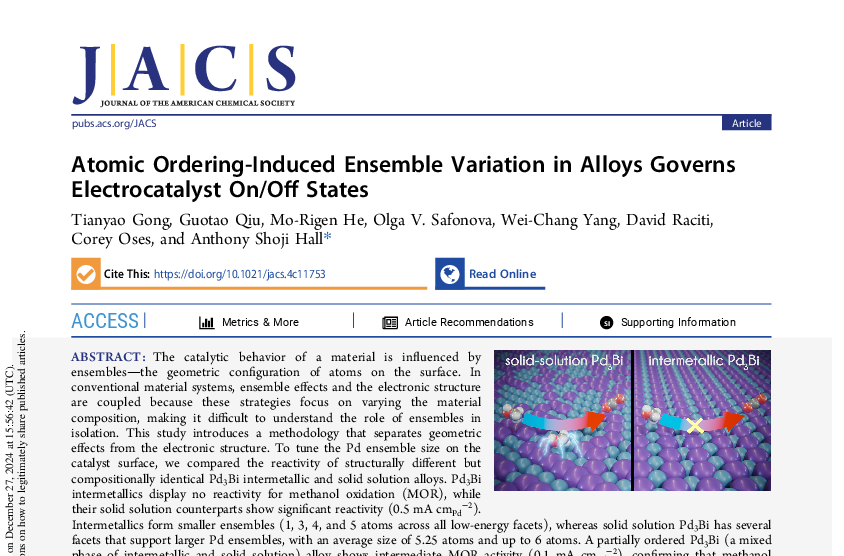 J|A|C|S
JOURNAL OF THE AMERICAN CHEMICAL SOCIETY
pubs.acs.org/JACS
Article
Atomic Ordering-Induced Ensemble Variation in Alloys Governs
Electrocatalyst On/Off States
Tianyao Gong, Guotao Qiu, Mo-Rigen He, Olga V. Safonova, Wei-Chang Yang, David Raciti,
Corey Oses, and Anthony Shoji Hall*
Cite This: https://doi.org/10.1021/jacs.4c11753
Read Online
ACCESS
Metrics & More
Article Recommendations
SI
Supporting Information
ABSTRACT: The catalytic behavior of a material is influenced by
ensembles—the geometric configuration of atoms on the surface. In
conventional material systems, ensemble effects and the electronic structure
are coupled because these strategies focus on varying the material
composition, making it difficult to understand the role of ensembles in
isolation. This study introduces a methodology that separates geometric
effects from the electronic structure. To tune the Pd ensemble size on the
catalyst surface, we compared the reactivity of structurally different but
compositionally identical Pd₃Bi intermetallic and solid solution alloys. Pd₃Bi
intermetallics display no reactivity for methanol oxidation (MOR), while
their solid solution counterparts show significant reactivity (0.5 mA cmPd⁻²).
solid-solution Pd₃Bi
intermetallic Pd₃Bi
Intermetallics form smaller ensembles (1, 3, 4, and 5 atoms across all low-energy facets), whereas solid solution Pd₃Bi has several
facets that support larger Pd ensembles, with an average size of 5.25 atoms and up to 6 atoms. A partially ordered Pd₃Bi (a mixed
phase of intermetallic and solid solution) alloy shows intermediate MOR activity (0.1 mA cmPd⁻²), confirming that methanol
on December 27, 2024 at 15:56:42 (UTC).
ns on how to legitimately share published articles.